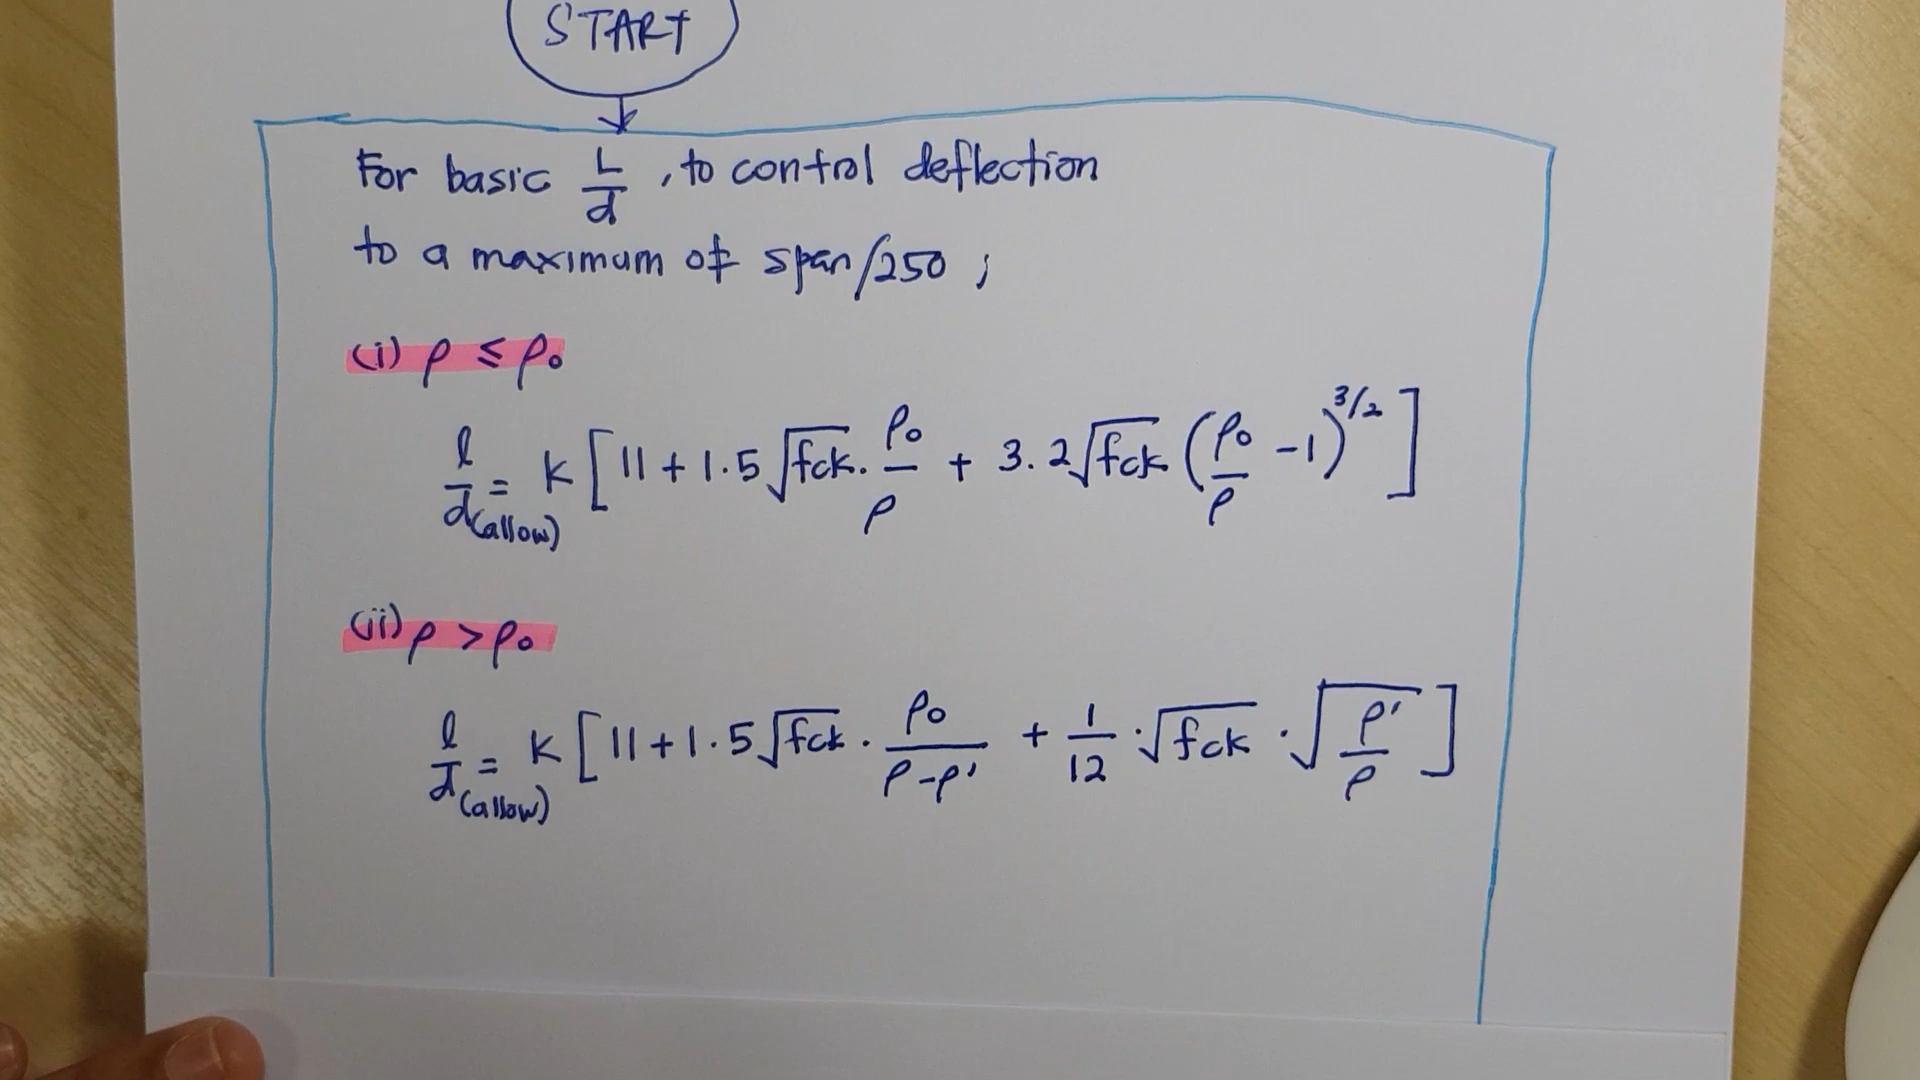 START
For basic L/d , to control deflection
to a maximum of span/250 ;
(i) ρ ≤ ρ₀
l/d(allow) = K [ 11 + 1.5 √fck . ρ₀/ρ + 3.2 √fck ( ρ₀/ρ - 1 )^3/2 ]
(ii) ρ > ρ₀
l/d(allow) = K [ 11 + 1.5 √fck . ρ₀/(ρ-ρ') + 1/12 . √fck . √(ρ'/ρ) ]